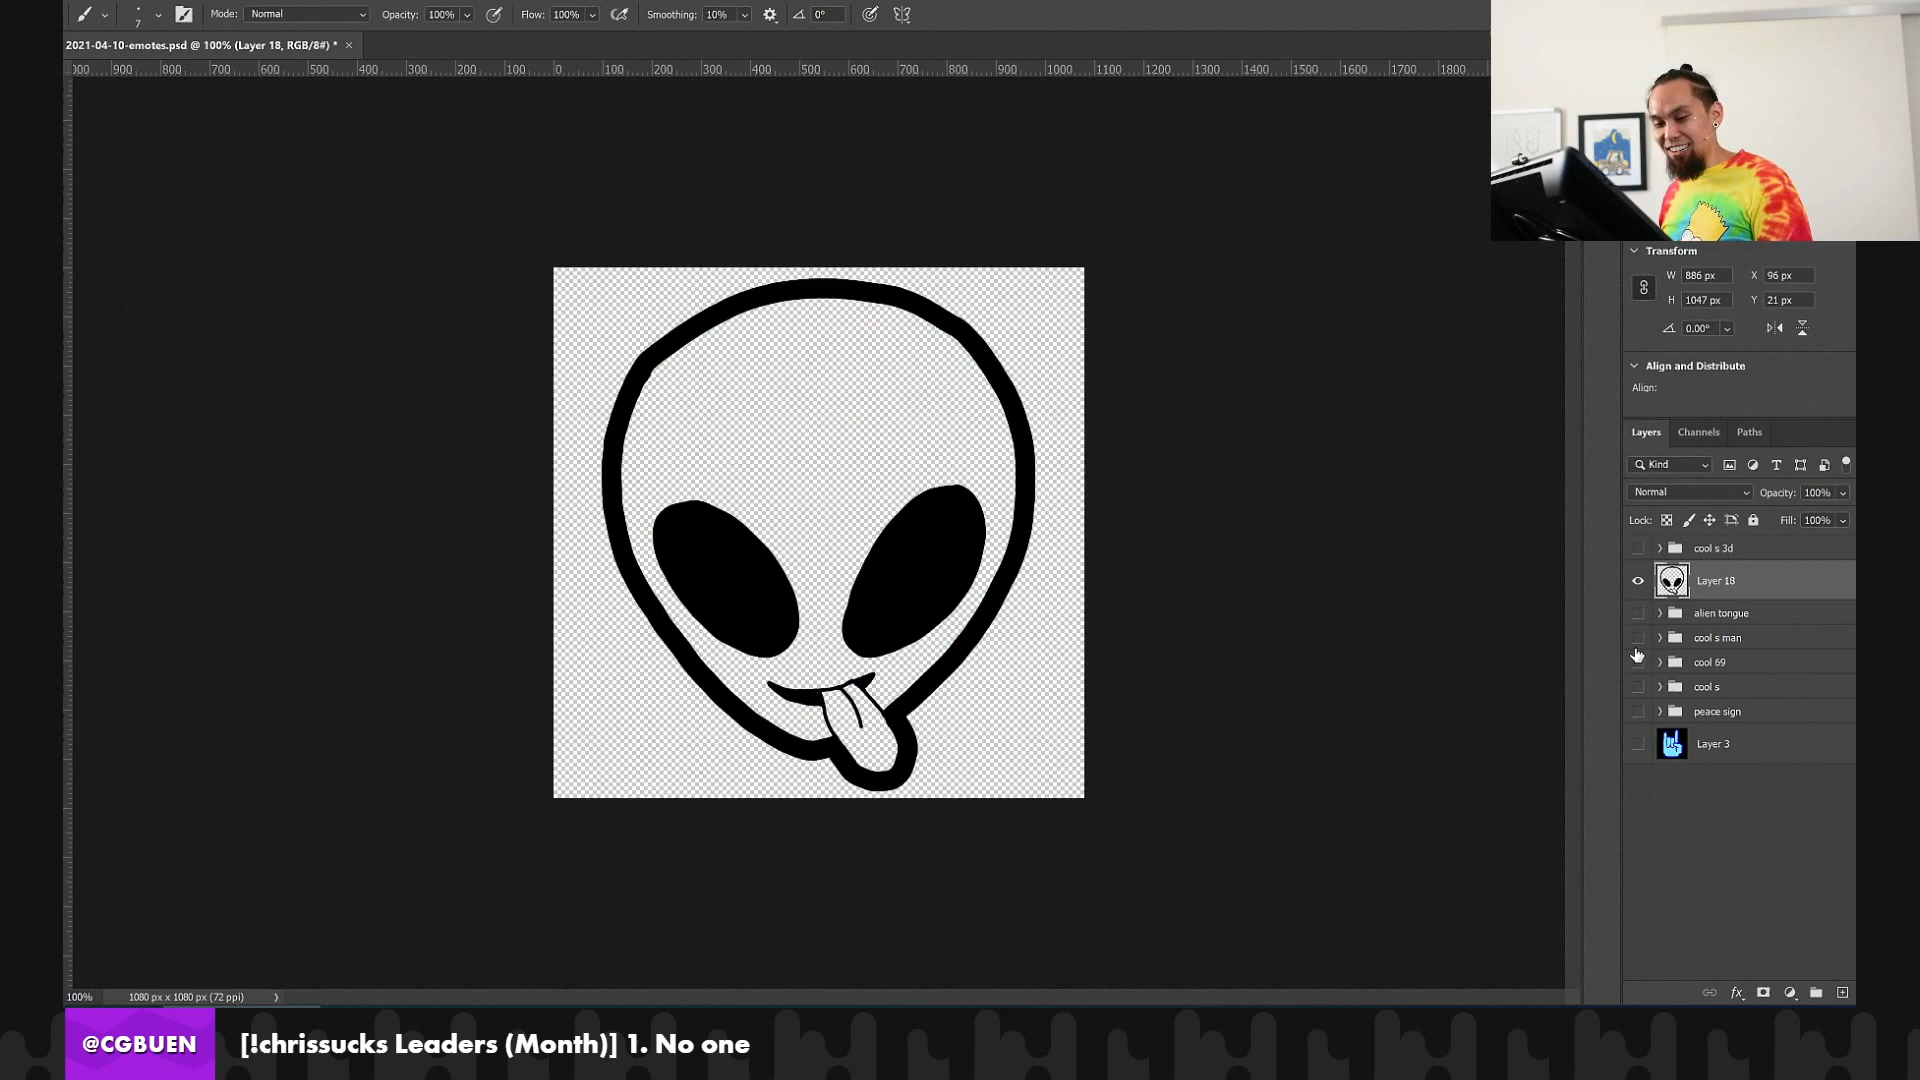 7 Mode: Normal Opacity: 100% Flow: 100% Smoothing: 10% 0°
2021-04-10-emotes.psd @ 100% (Layer 18, RGB/8#) * ×
900 800 700 600 500 400 300 200 100 0 100 200 300 400 500 600 700 800 900 1000 1100 1200 1300 1400 1500 1600 1700 1800
Transform
W 886 px X 96 px
H 1047 px Y 21 px
0.00°
Align and Distribute
Align:
Layers Channels Paths
Kind
Normal Opacity: 100%
Lock: Fill: 100%
cool s 3d
Layer 18
alien tongue
cool s man
cool 69
cool s
peace sign
Layer 3
fx
100% 1080 px x 1080 px (72 ppi)
@CGBUEN [!chrissucks Leaders (Month)] 1. No one